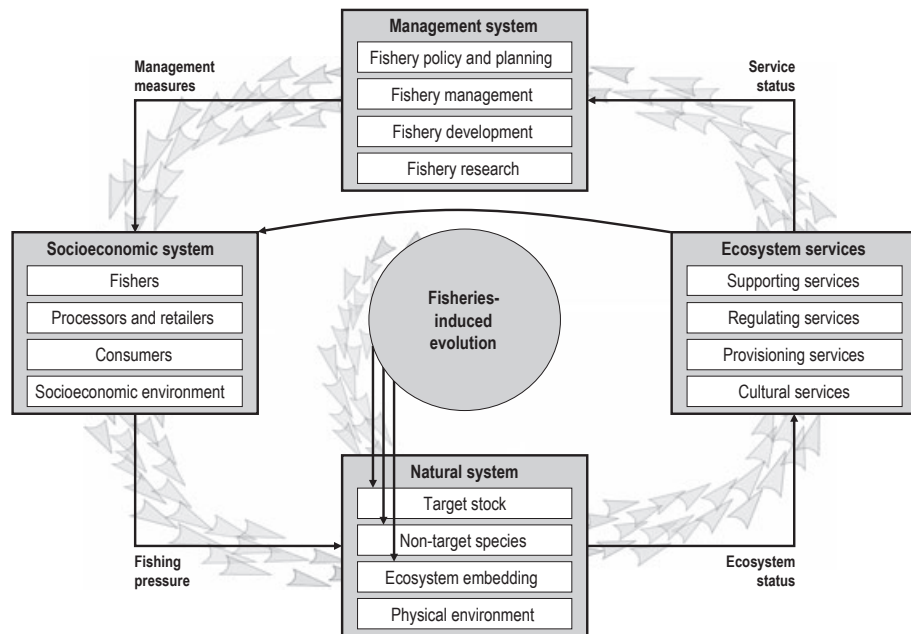 Management system
Fishery policy and planning
Fishery management
Fishery development
Fishery research
Management
measures
Service
status
Socioeconomic system
Fishers
Processors and retailers
Consumers
Socioeconomic environment
Fisheries-
induced
evolution
Ecosystem services
Supporting services
Regulating services
Provisioning services
Cultural services
Natural system
Target stock
Non-target species
Ecosystem embedding
Physical environment
Fishing
pressure
Ecosystem
status